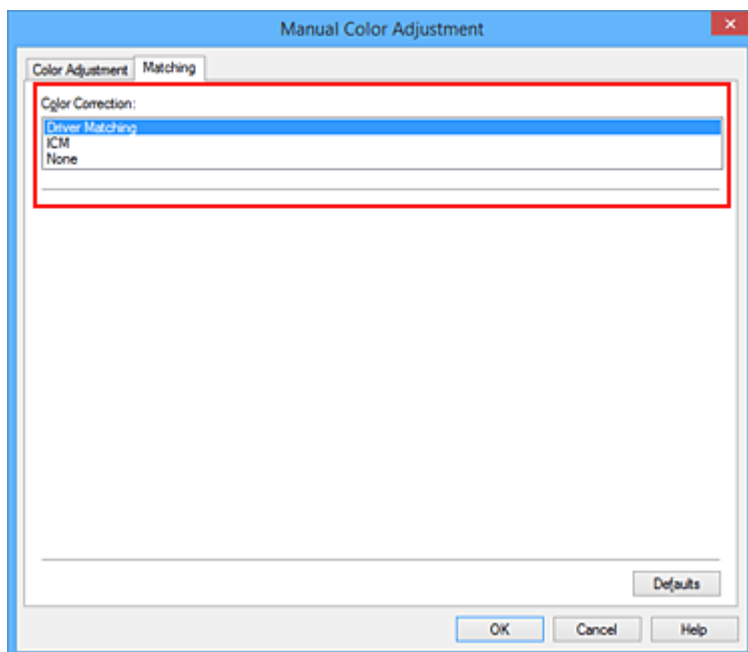 Manual Color Adjustment
Color Adjustment Matching
Color Correction:
Driver Matching
ICM
None
Defaults
OK Cancel Help